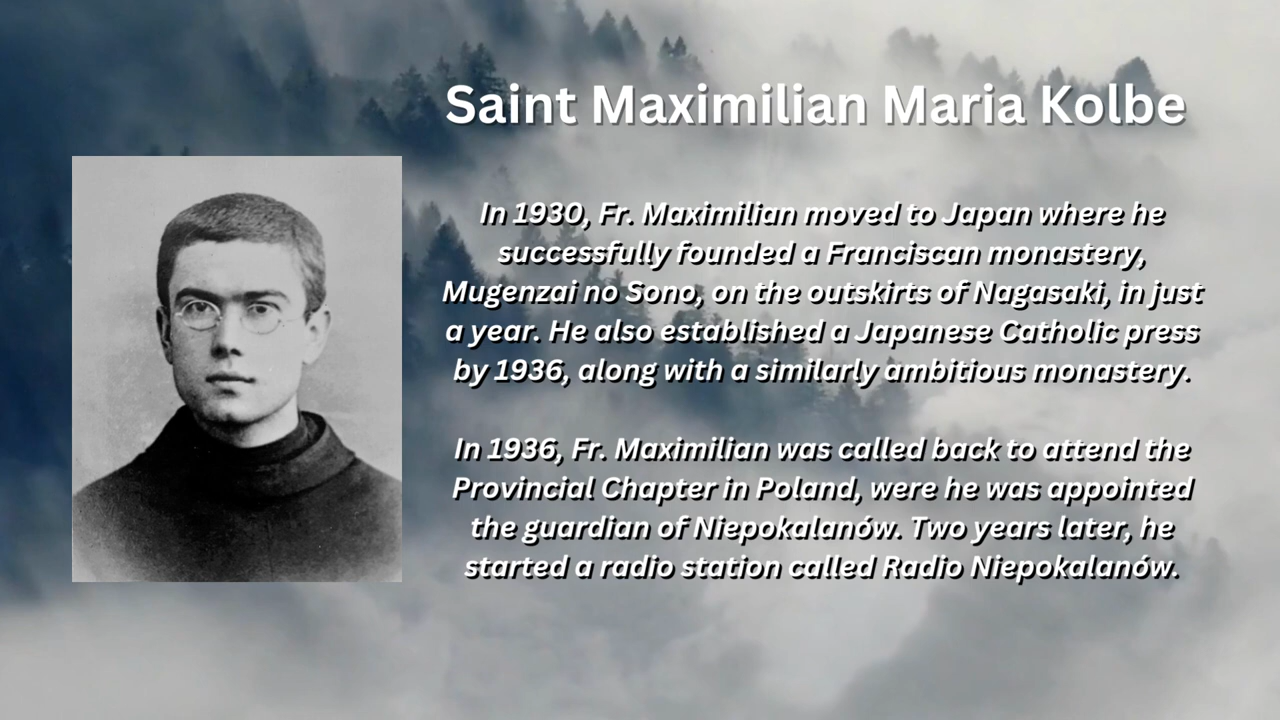 Saint Maximilian Maria Kolbe
In 1930, Fr. Maximilian moved to Japan where he
successfully founded a Franciscan monastery,
Mugenzai no Sono, on the outskirts of Nagasaki, in just
a year. He also established a Japanese Catholic press
by 1936, along with a similarly ambitious monastery.
In 1936, Fr. Maximilian was called back to attend the
Provincial Chapter in Poland, were he was appointed
the guardian of Niepokalanów. Two years later, he
started a radio station called Radio Niepokalanów.